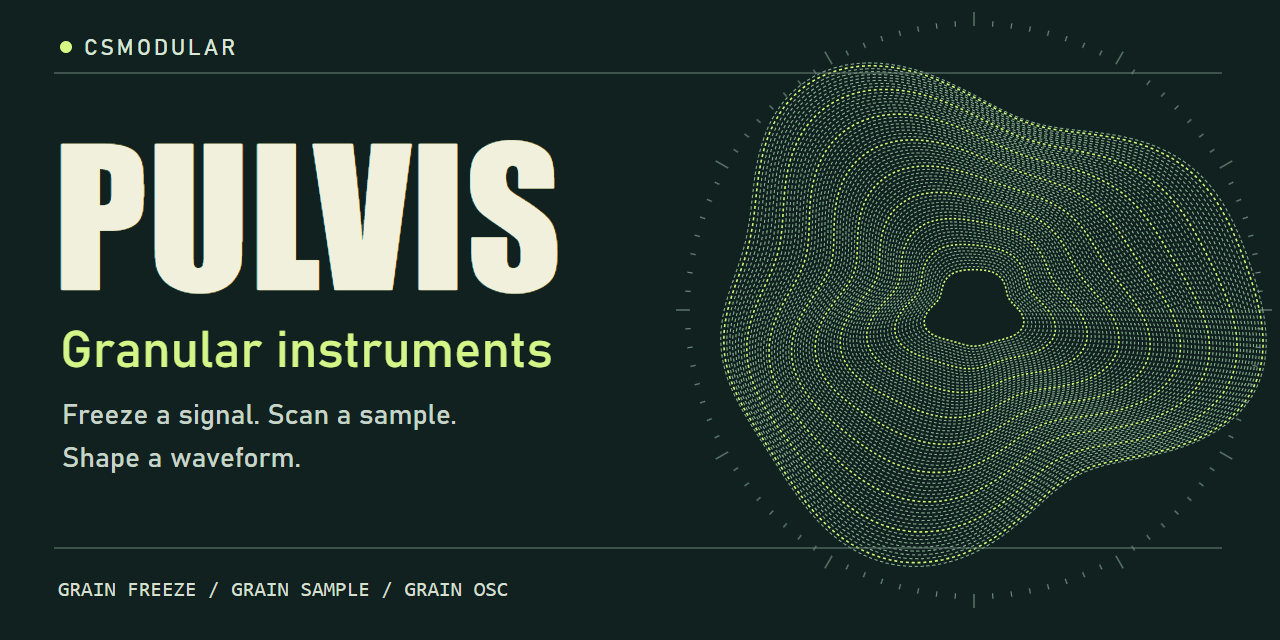 CSMODULAR
PULVIS
Granular instruments
Freeze a signal. Scan a sample.
Shape a waveform.
GRAIN FREEZE / GRAIN SAMPLE / GRAIN OSC